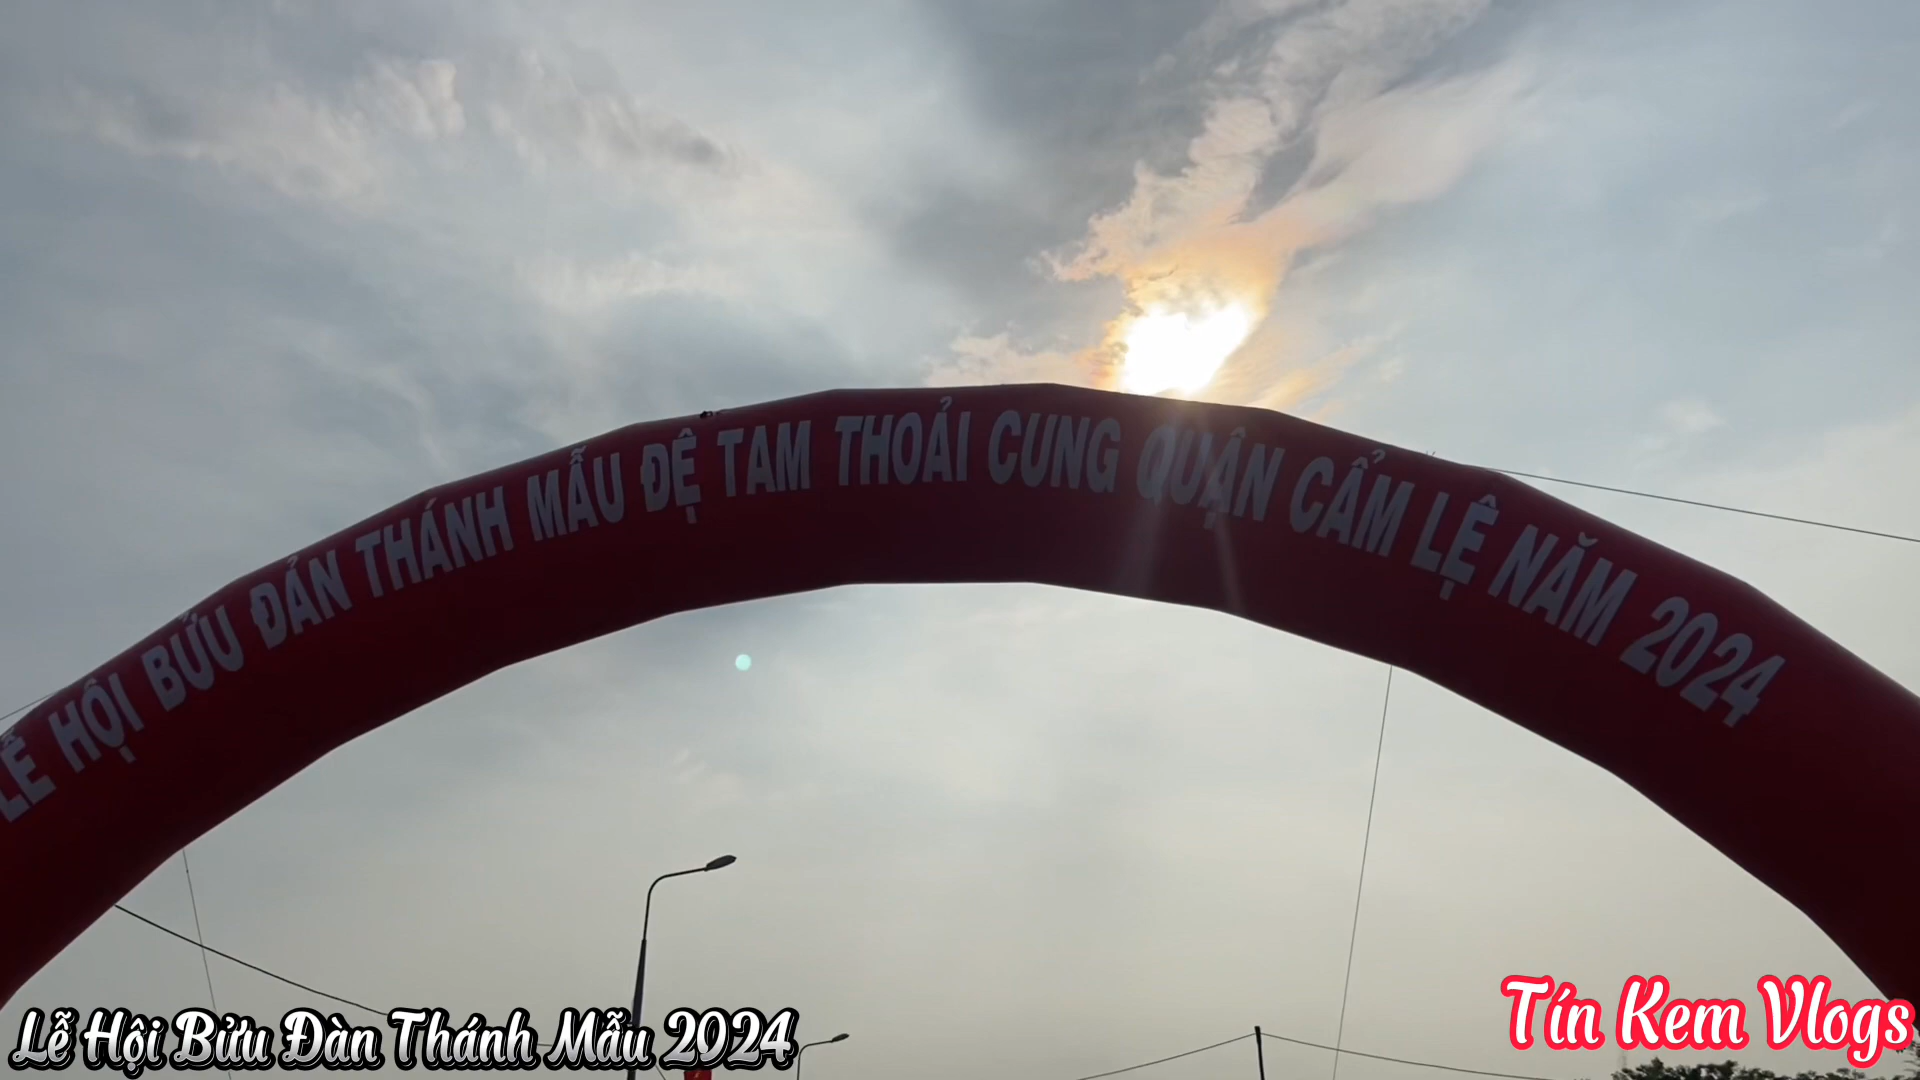 LỄ HỘI BỬU ĐẢN THÁNH MẪU ĐỆ TAM THOẢI CUNG QUẬN CẨM LỆ NĂM 2024
Lễ Hội Bửu Đàn Thánh Mẫu 2024
Tín Kem Vlogs